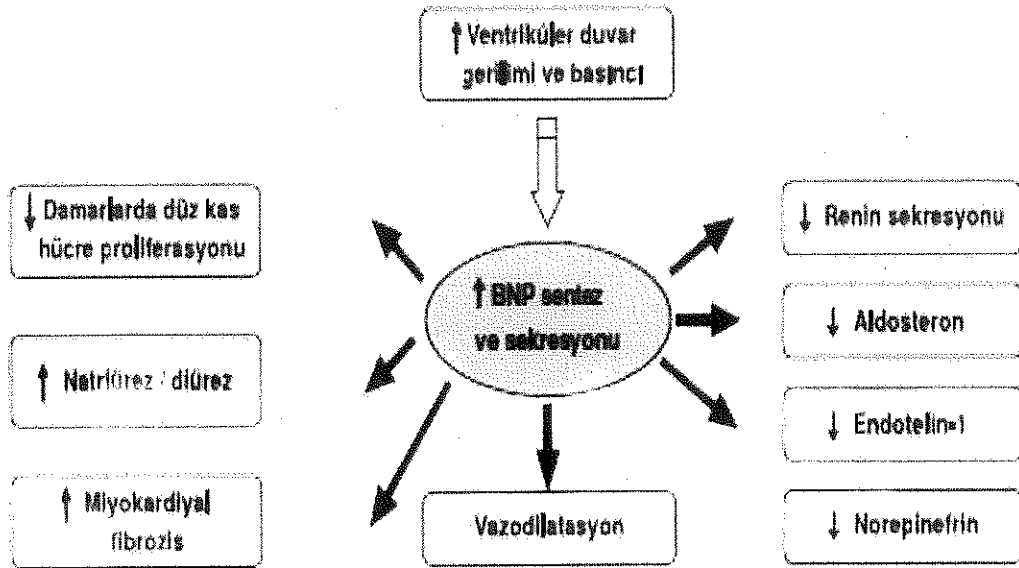 ↑ Ventriküler duvar
gerilimi ve basıncı
↓ Damarlarda düz kas
hücre proliferasyonu
↑ Natriürez / diürez
↑ Miyokardiyal
fibrozis
↑ BNP sentez
ve sekresyonu
Vazodilatasyon
↓ Renin sekresyonu
↓ Aldosteron
↓ Endotelin-1
↓ Norepinefrin